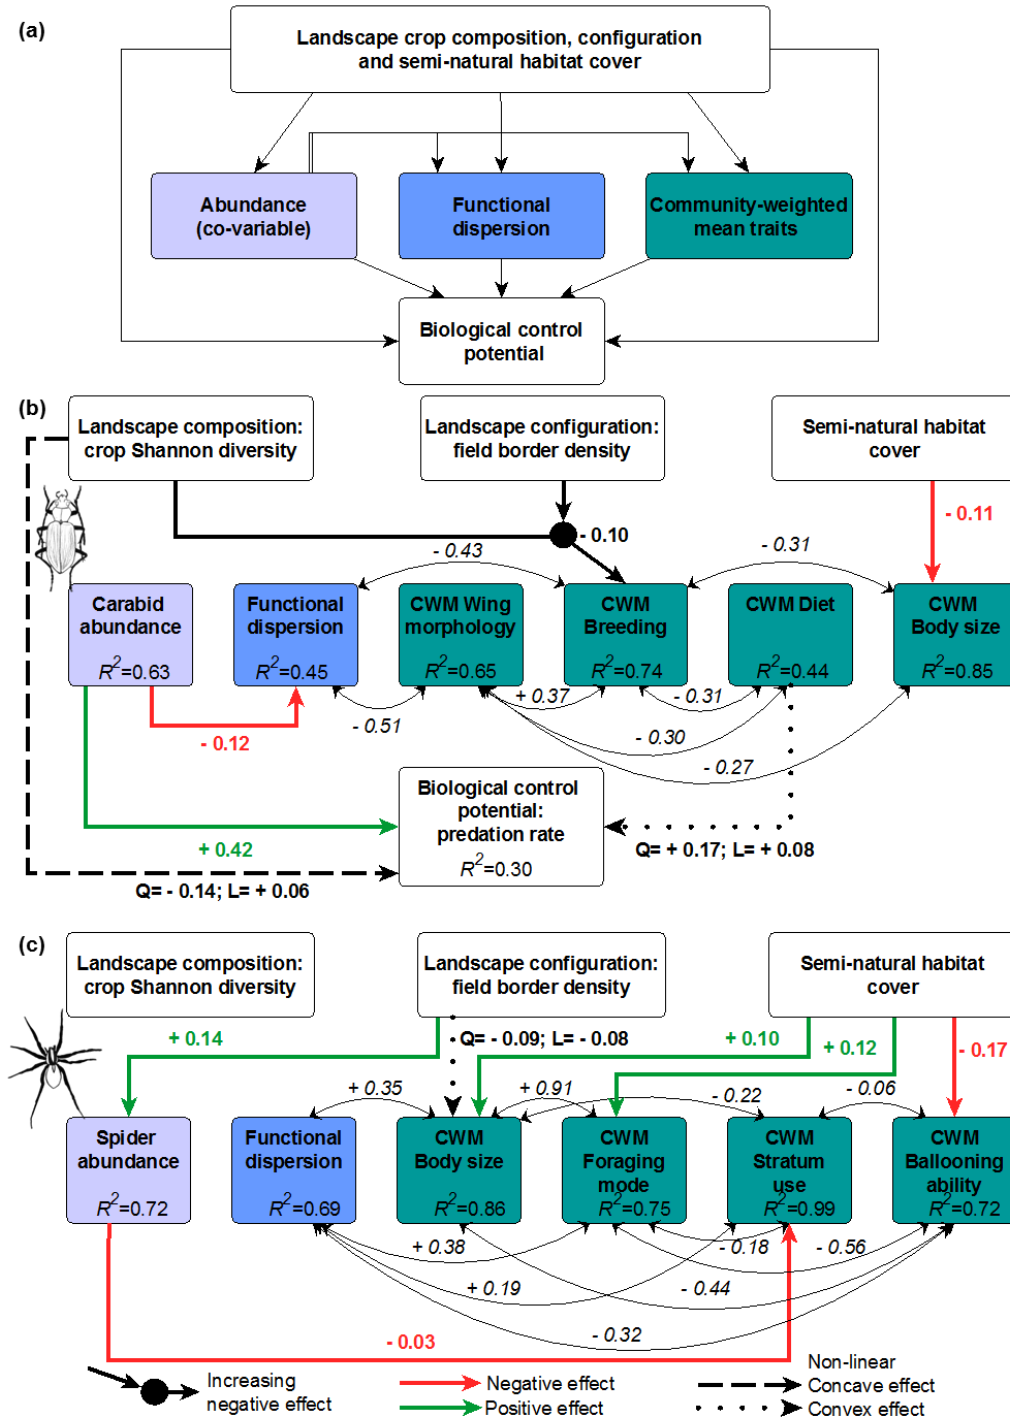 (a)
Landscape crop composition, configuration
and semi-natural habitat cover
Abundance
(co-variable)
Functional
dispersion
Community-weighted
mean traits
Biological control
potential
(b)
Landscape composition:
crop Shannon diversity
Landscape configuration:
field border density
Semi-natural habitat
cover
- 0.10
- 0.11
- 0.43
- 0.31
Carabid
abundance
R²=0.63
Functional
dispersion
R²=0.45
CWM Wing
morphology
R²=0.65
CWM
Breeding
R²=0.74
CWM Diet
R²=0.44
CWM
Body size
R²=0.85
- 0.12
- 0.51
+ 0.37
- 0.31
- 0.30
- 0.27
Biological control
potential:
predation rate
R²=0.30
+ 0.42
Q= + 0.17; L= + 0.08
Q= - 0.14; L= + 0.06
(c)
Landscape composition:
crop Shannon diversity
Landscape configuration:
field border density
Semi-natural habitat
cover
+ 0.14
Q= - 0.09; L= - 0.08
+ 0.10
+ 0.12
- 0.17
+ 0.35
+ 0.91
- 0.22
- 0.06
Spider
abundance
R²=0.72
Functional
dispersion
R²=0.69
CWM
Body size
R²=0.86
CWM
Foraging
mode
R²=0.75
CWM
Stratum
use
R²=0.99
CWM
Ballooning
ability
R²=0.72
+ 0.38
- 0.18
- 0.56
+ 0.19
- 0.44
- 0.32
- 0.03
Increasing
negative effect
Negative effect
Positive effect
Non-linear
Concave effect
Convex effect